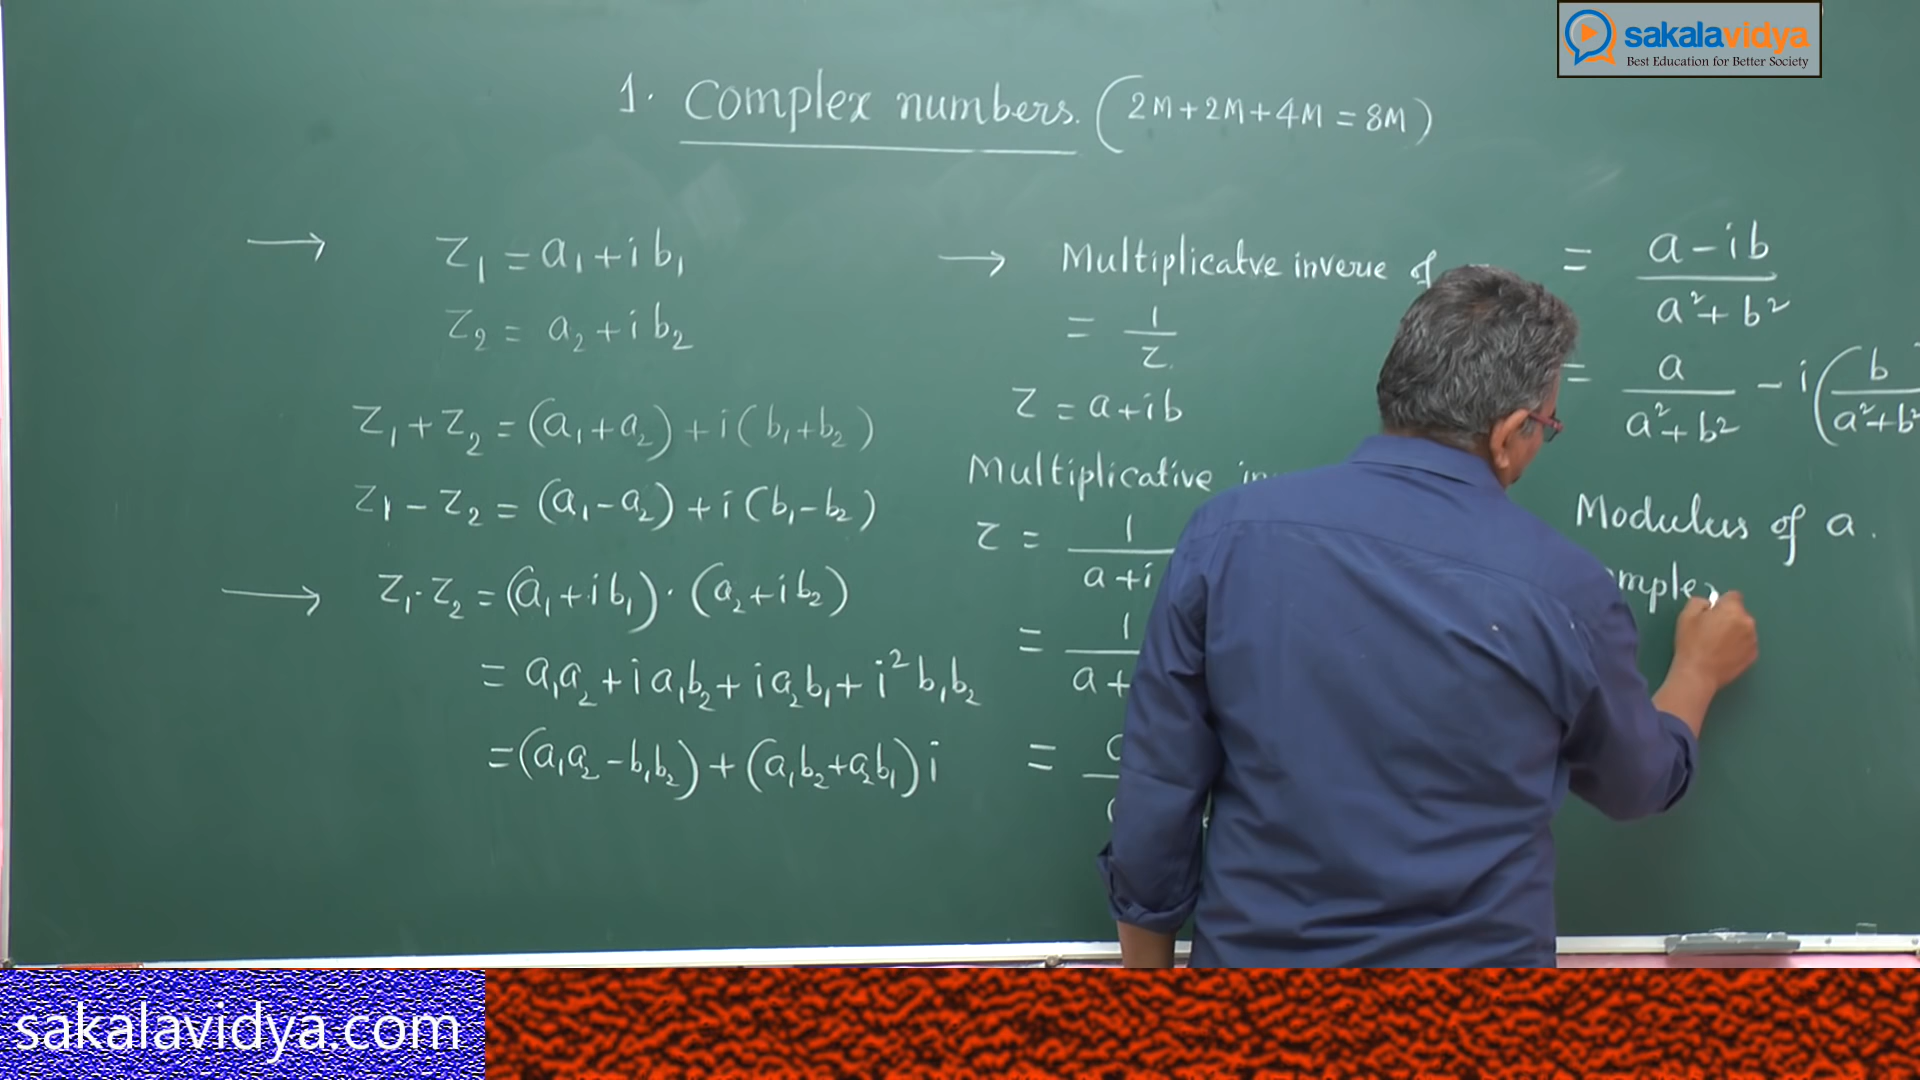 sakalavidya
Best Education for Better Society
1. Complex numbers. (2M+2M+4M=8M)
→ z₁ = a₁+ib₁
z₂ = a₂+ib₂
z₁+z₂ = (a₁+a₂)+i(b₁+b₂)
z₁-z₂ = (a₁-a₂)+i(b₁-b₂)
→ z₁.z₂ = (a₁+ib₁).(a₂+ib₂)
= a₁a₂+ia₁b₂+ia₂b₁+i²b₁b₂
= (a₁a₂-b₁b₂)+(a₁b₂+a₂b₁)i
→ Multiplicatve inverse of
= 1/z
z = a+ib
Multiplicative
z = 1/a+i
= 1/a+
=
= a-ib/a²+b²
= a/a²+b² - i(b/a²+b²
Modulus of a.
sakalavidya.com